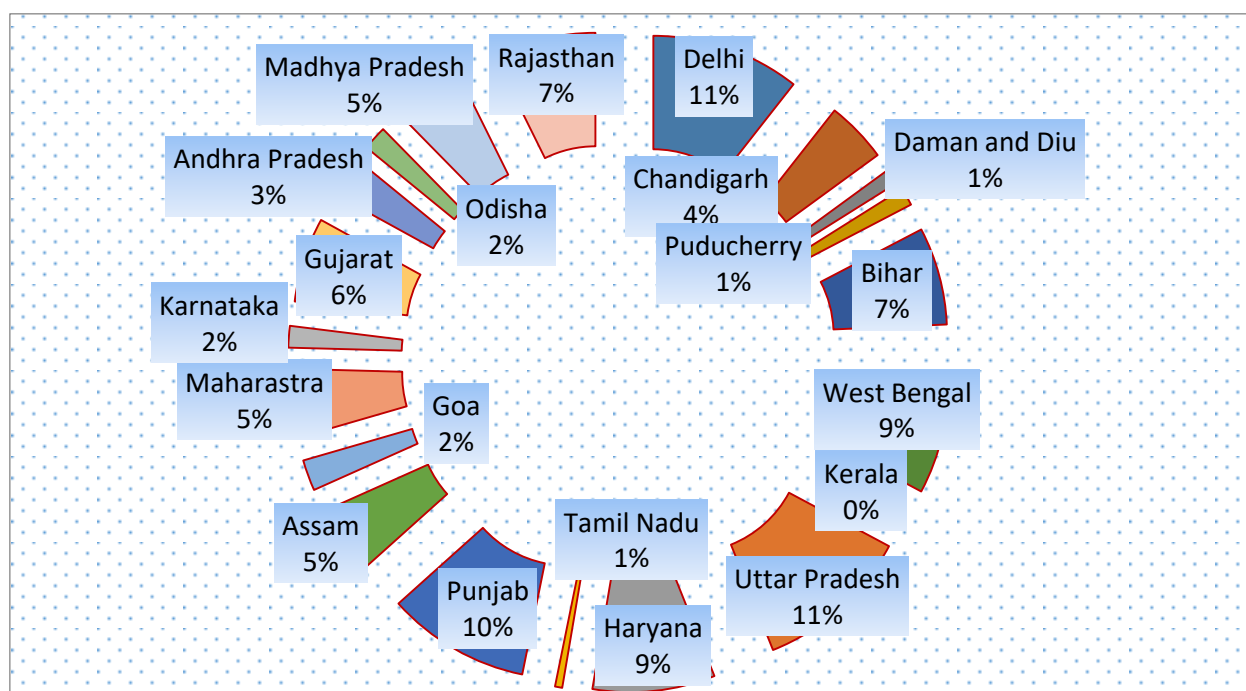 Rajasthan
7%
Delhi
11%
Madhya Pradesh
5%
Daman and Diu
1%
Andhra Pradesh
3%
Chandigarh
4%
Odisha
2%
Puducherry
1%
Gujarat
6%
Bihar
7%
Karnataka
2%
Maharastra
5%
West Bengal
9%
Goa
2%
Kerala
0%
Assam
5%
Tamil Nadu
1%
Uttar Pradesh
11%
Punjab
10%
Haryana
9%